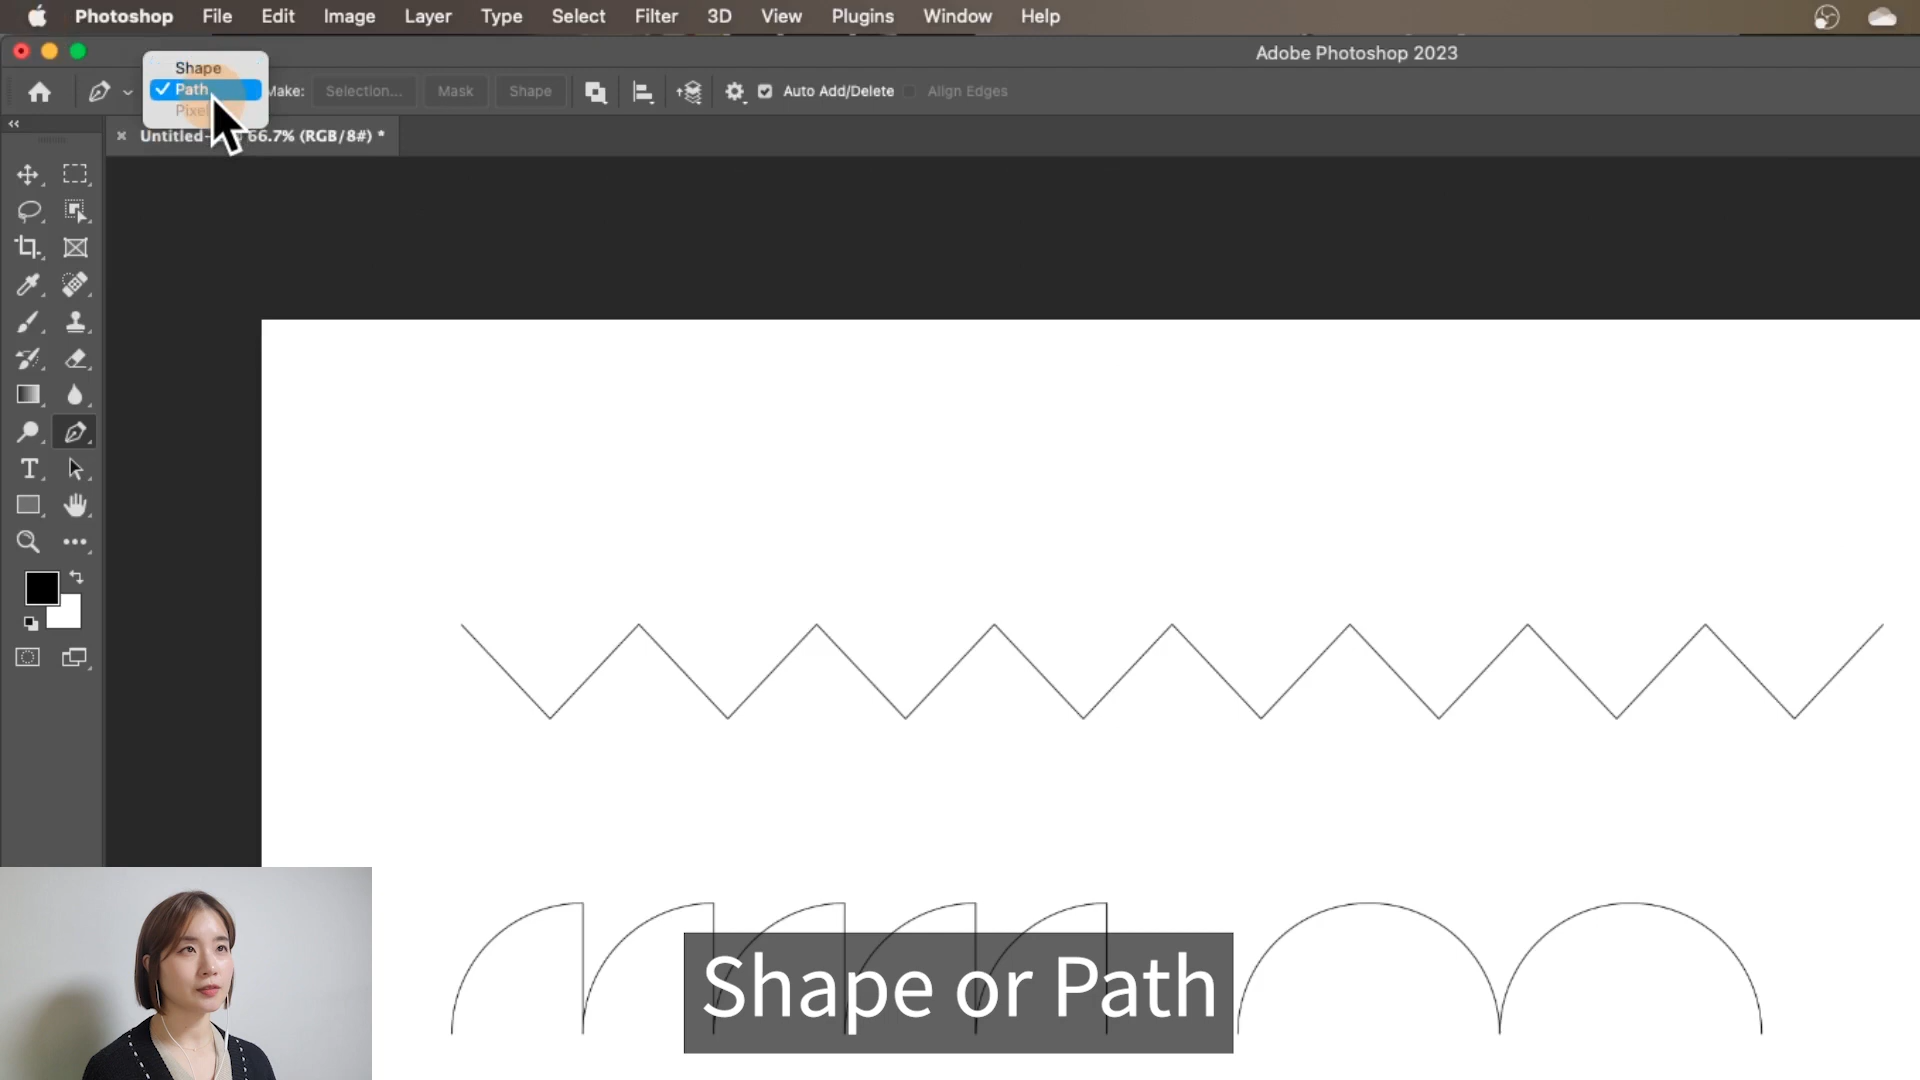 Photoshop File Edit Image Layer Type Select Filter 3D View Plugins Window Help
Adobe Photoshop 2023
Shape
Path
Make: Selection... Mask Shape Auto Add/Delete Align Edges
66.7% (RGB/8#) *
Shape or Path